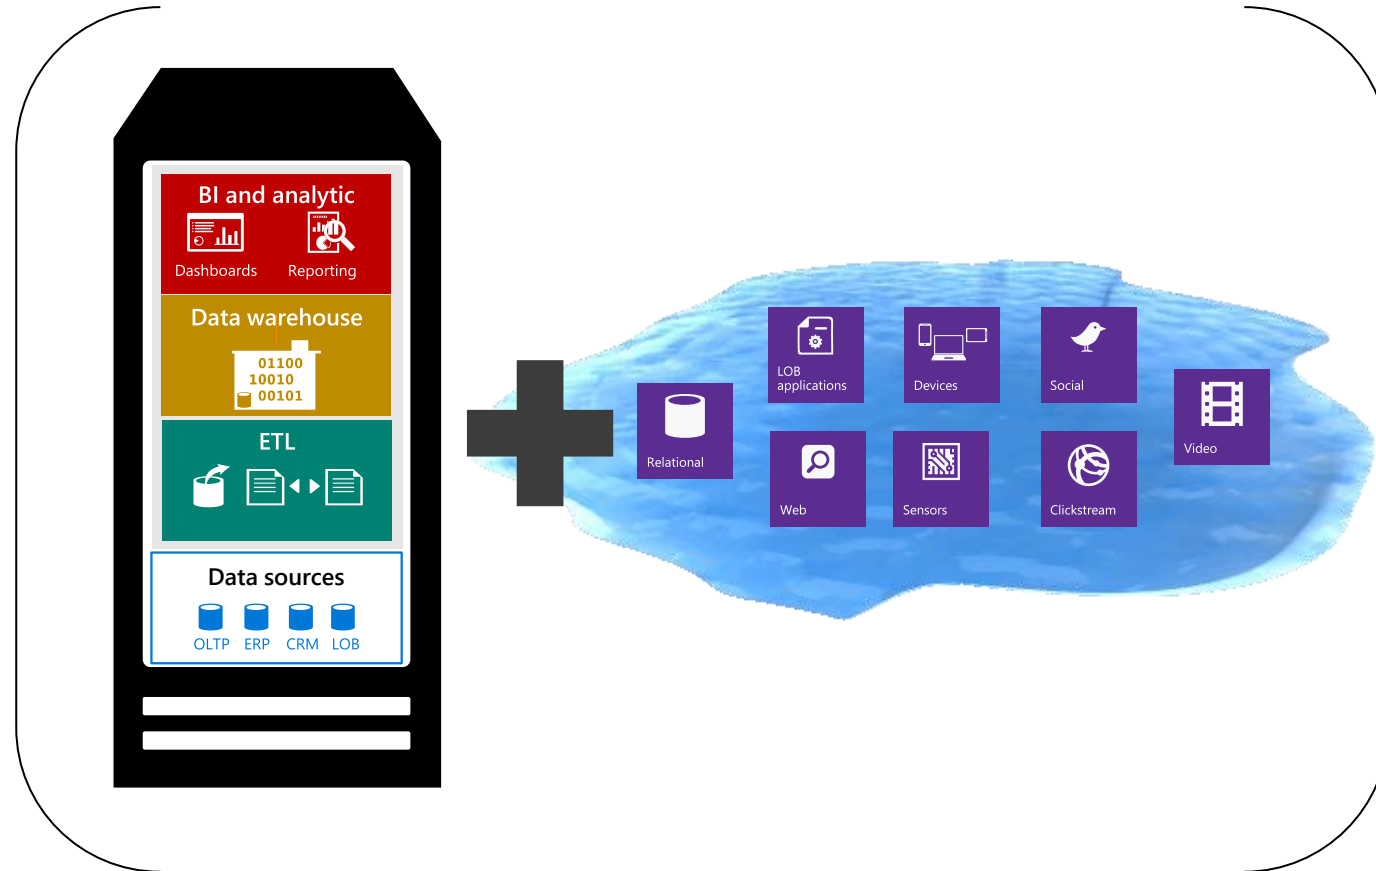 BI and analytic
Dashboards
Reporting
Data warehouse
01100
10010
00101
ETL
Data sources
OLTP
ERP
CRM
LOB
Relational
LOB
applications
Devices
Social
Video
Web
Sensors
Clickstream